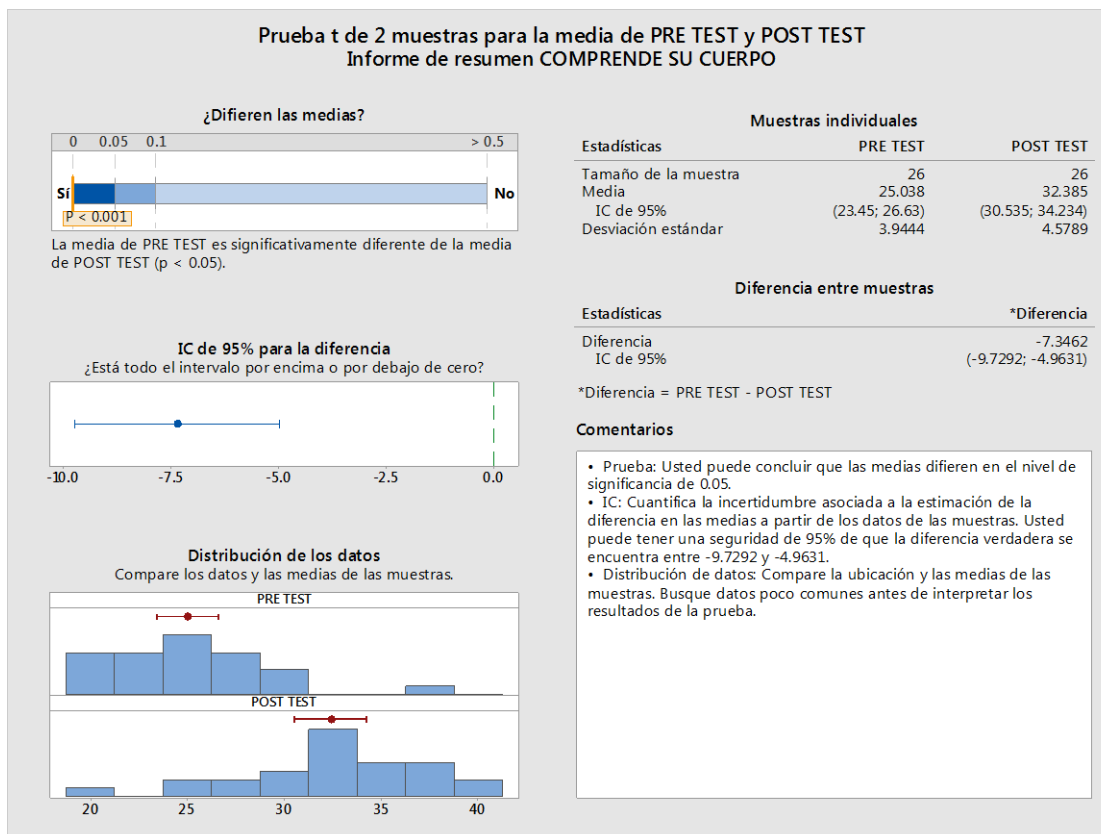 Prueba t de 2 muestras para la media de PRE TEST y POST TEST
Informe de resumen COMPRENDE SU CUERPO
¿Difieren las medias?
0 0.05 0.1 > 0.5
Sí No
P < 0.001
La media de PRE TEST es significativamente diferente de la media
de POST TEST (p < 0.05).
IC de 95% para la diferencia
¿Está todo el intervalo por encima o por debajo de cero?
-10.0 -7.5 -5.0 -2.5 0.0
Distribución de los datos
Compare los datos y las medias de las muestras.
PRE TEST
POST TEST
20 25 30 35 40
Muestras individuales
Estadísticas PRE TEST POST TEST
Tamaño de la muestra 26 26
Media 25.038 32.385
IC de 95% (23.45; 26.63) (30.535; 34.234)
Desviación estándar 3.9444 4.5789
Diferencia entre muestras
Estadísticas *Diferencia
Diferencia -7.3462
IC de 95% (-9.7292; -4.9631)
*Diferencia = PRE TEST - POST TEST
Comentarios
• Prueba: Usted puede concluir que las medias difieren en el nivel de
significancia de 0.05.
• IC: Cuantifica la incertidumbre asociada a la estimación de la
diferencia en las medias a partir de los datos de las muestras. Usted
puede tener una seguridad de 95% de que la diferencia verdadera se
encuentra entre -9.7292 y -4.9631.
• Distribución de datos: Compare la ubicación y las medias de las
muestras. Busque datos poco comunes antes de interpretar los
resultados de la prueba.